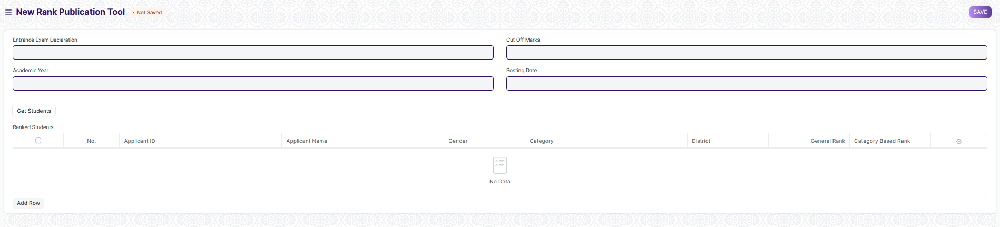 New Rank Publication Tool • Not Saved
SAVE
Entrance Exam Declaration
Cut Off Marks
Academic Year
Posting Date
Get Students
Ranked Students
No. Applicant ID Applicant Name Gender Category District General Rank Category Based Rank
No Data
Add Row